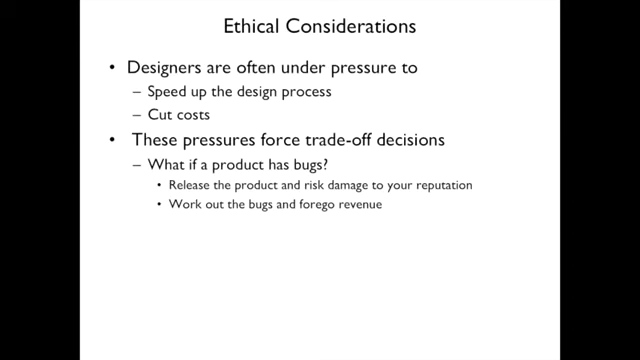 Ethical Considerations
• Designers are often under pressure to
– Speed up the design process
– Cut costs
• These pressures force trade-off decisions
– What if a product has bugs?
• Release the product and risk damage to your reputation
• Work out the bugs and forego revenue